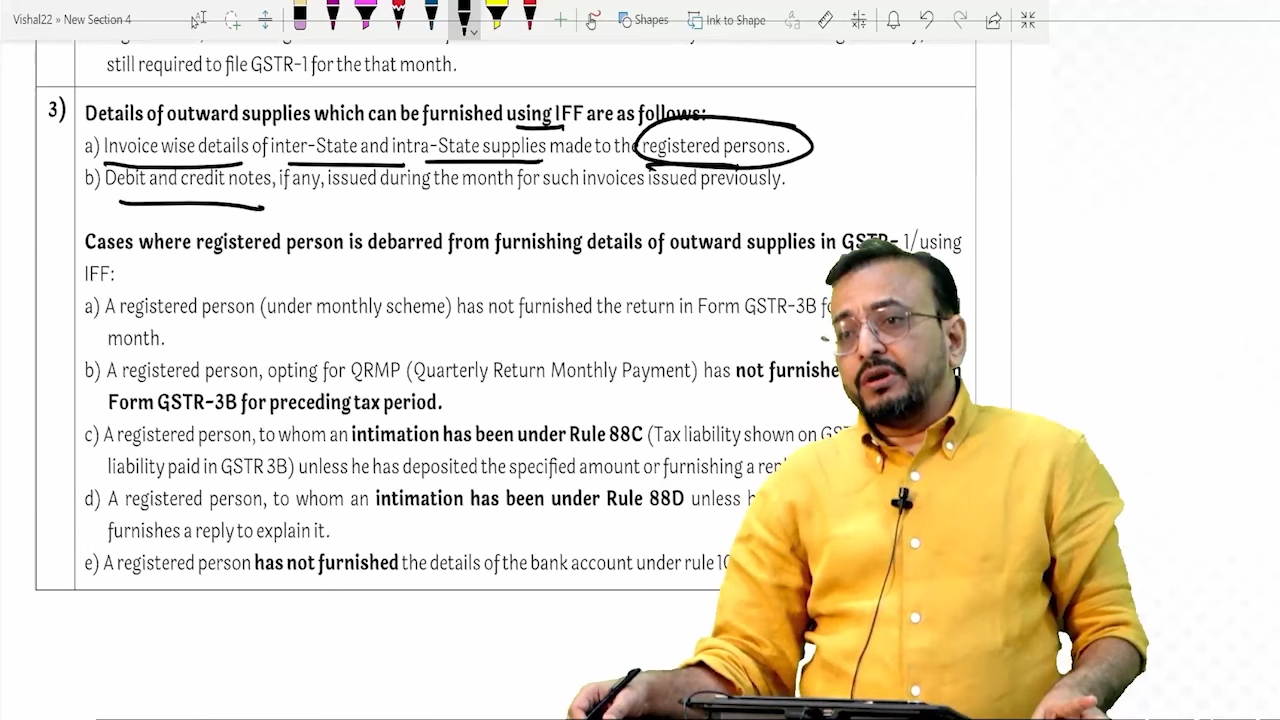 Vishal22 » New Section 4
Shapes
Ink to Shape
still required to file GSTR-1 for the that month.
3)
Details of outward supplies which can be furnished using IFF are as follows:
a) Invoice wise details of inter-State and intra-State supplies made to the registered persons.
b) Debit and credit notes, if any, issued during the month for such invoices issued previously.
Cases where registered person is debarred from furnishing details of outward supplies in GSTR- 1/using
IFF:
a) A registered person (under monthly scheme) has not furnished the return in Form GSTR-3B
month.
b) A registered person, opting for QRMP (Quarterly Return Monthly Payment) has not
Form GSTR-3B for preceding tax period.
c) A registered person, to whom an intimation has been under Rule 88C (Tax liability shown on
liability paid in GSTR 3B) unless he has deposited the specified amount or furnishing a
d) A registered person, to whom an intimation has been under Rule 88D unless
furnishes a reply to explain it.
e) A registered person has not furnished the details of the bank account under rule